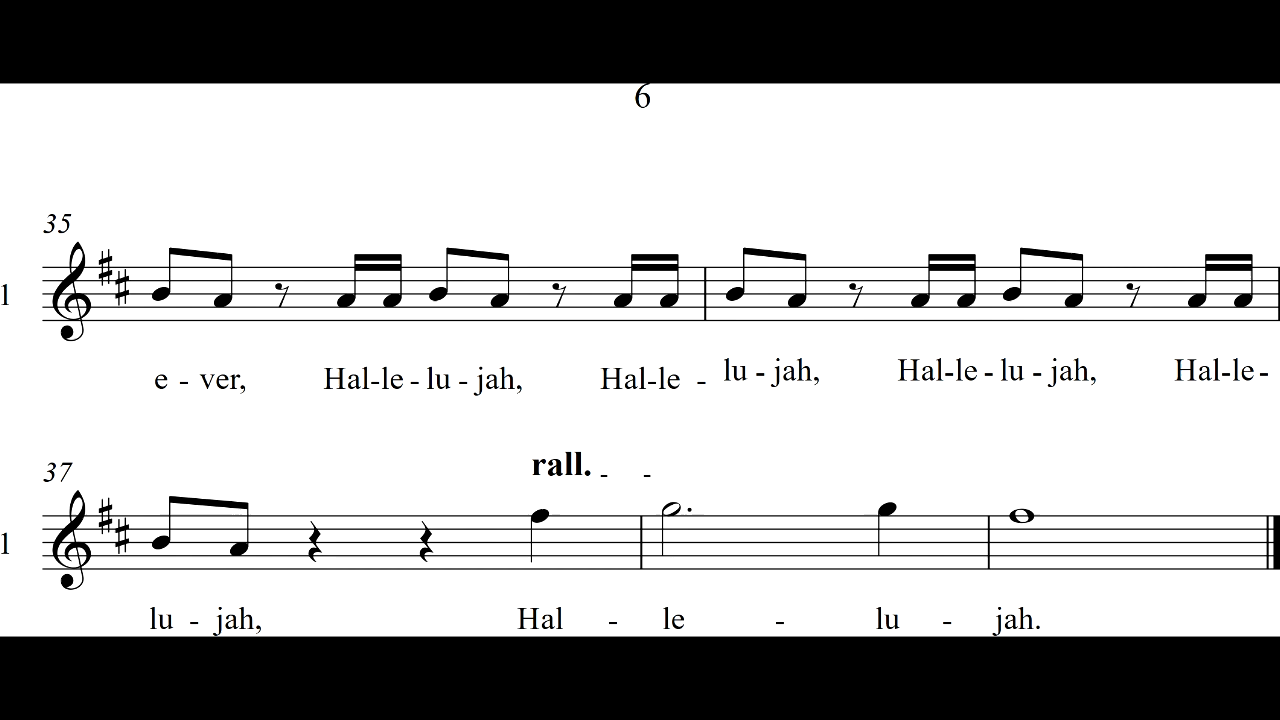 6
35
1
e - ver, Hal-le - lu - jah, Hal-le - lu - jah, Hal-le - lu - jah, Hal-le -
37
rall. - -
1
lu - jah, Hal - le - lu - jah.